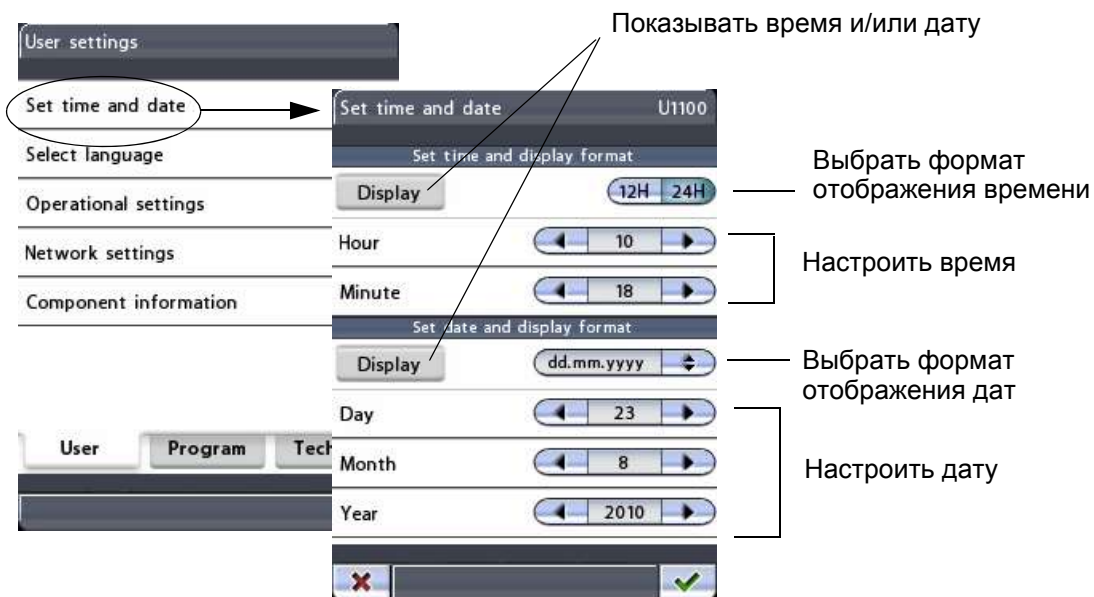 Показывать время и/или дату
User settings
Set time and date
Select language
Operational settings
Network settings
Component information
User
Program
Tech
Set time and date
U1100
Set time and display format
Display
12H
24H
Выбрать формат
отображения времени
Hour
10
Minute
18
Настроить время
Set date and display format
Display
dd.mm.yyyy
Выбрать формат
отображения дат
Day
23
Month
8
Year
2010
Настроить дату